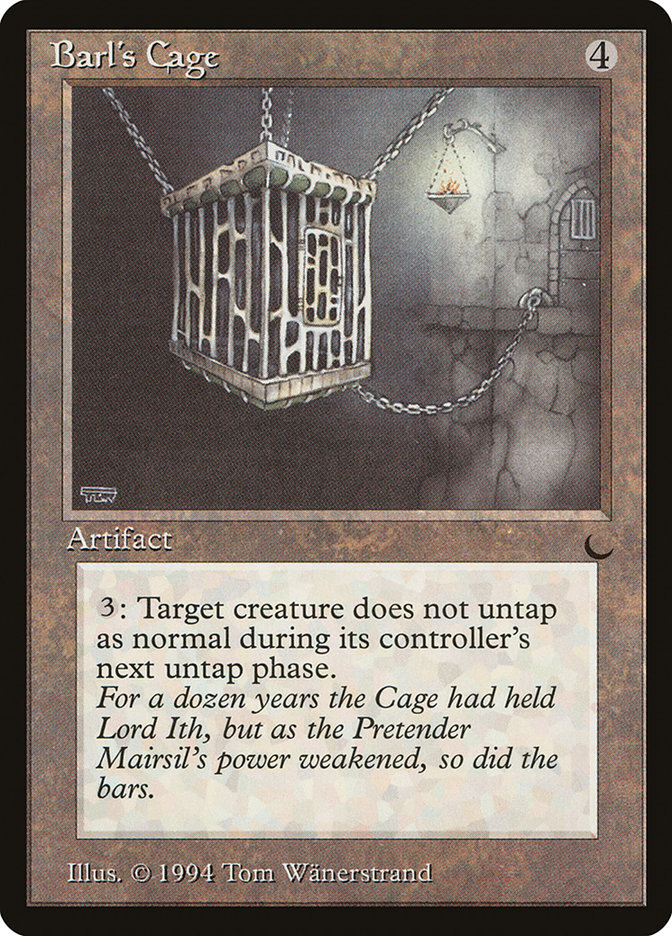 Barl's Cage
4
Artifact
3: Target creature does not untap
as normal during its controller's
next untap phase.
For a dozen years the Cage had held
Lord Ith, but as the Pretender
Mairsil's power weakened, so did the
bars.
Illus. © 1994 Tom Wänerstrand